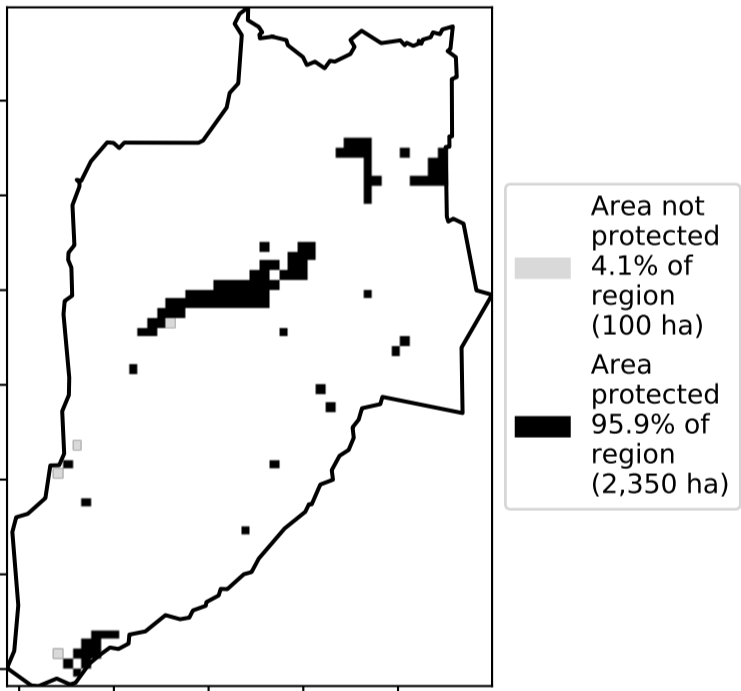 Area not
protected
4.1% of
region
(100 ha)
Area
protected
95.9% of
region
(2,350 ha)